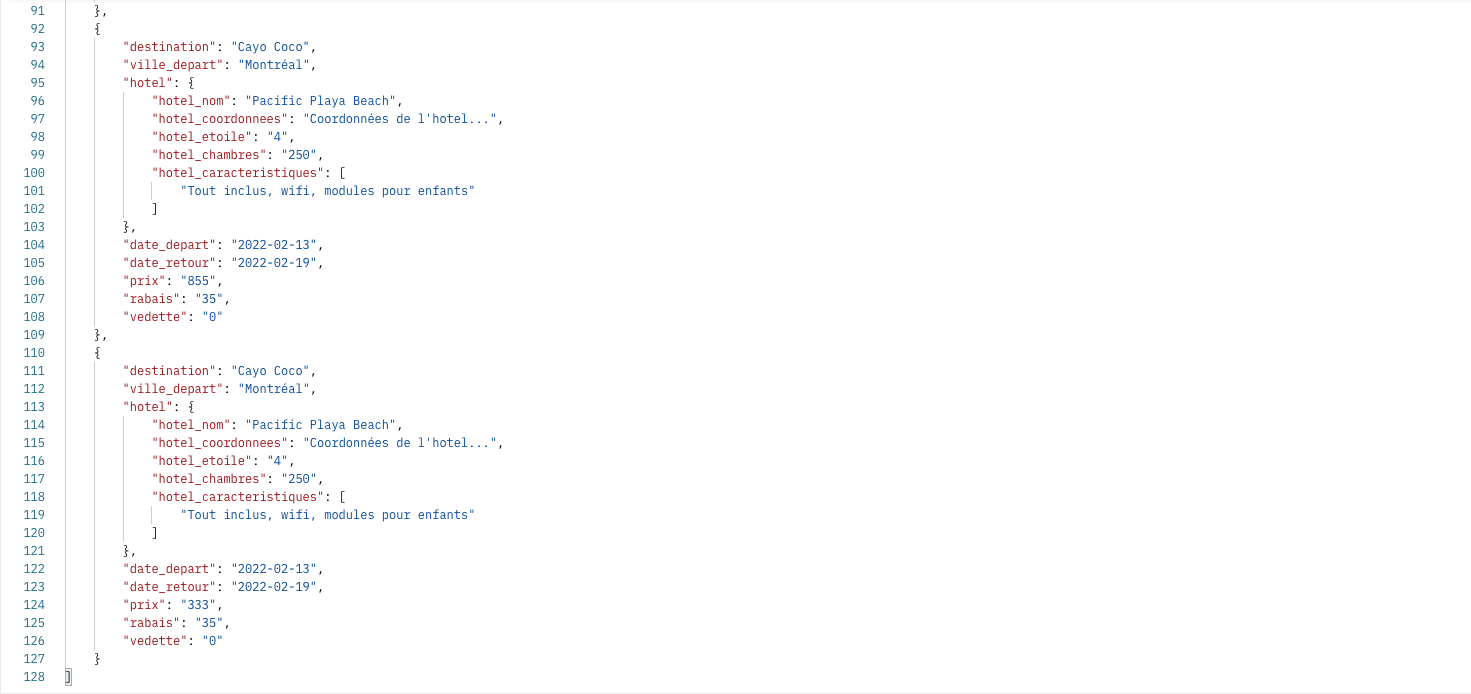 91 },
92 {
93 "destination": "Cayo Coco",
94 "ville_depart": "Montréal",
95 "hotel": {
96 "hotel_nom": "Pacific Playa Beach",
97 "hotel_coordonnees": "Coordonnées de l'hotel...",
98 "hotel_etoile": "4",
99 "hotel_chambres": "250",
100 "hotel_caracteristiques": [
101 "Tout inclus, wifi, modules pour enfants"
102 ]
103 },
104 "date_depart": "2022-02-13",
105 "date_retour": "2022-02-19",
106 "prix": "855",
107 "rabais": "35",
108 "vedette": "0"
109 },
110 {
111 "destination": "Cayo Coco",
112 "ville_depart": "Montréal",
113 "hotel": {
114 "hotel_nom": "Pacific Playa Beach",
115 "hotel_coordonnees": "Coordonnées de l'hotel...",
116 "hotel_etoile": "4",
117 "hotel_chambres": "250",
118 "hotel_caracteristiques": [
119 "Tout inclus, wifi, modules pour enfants"
120 ]
121 },
122 "date_depart": "2022-02-13",
123 "date_retour": "2022-02-19",
124 "prix": "333",
125 "rabais": "35",
126 "vedette": "0"
127 }
128 ]